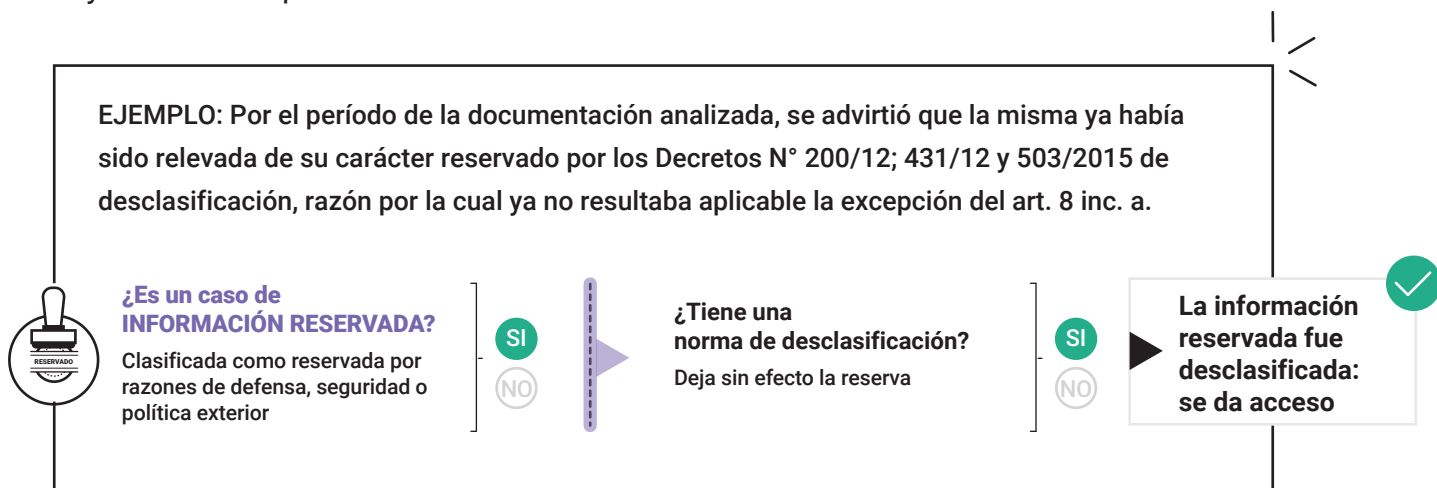 EJEMPLO: Por el período de la documentación analizada, se advirtió que la misma ya había
sido relevada de su carácter reservado por los Decretos N° 200/12; 431/12 y 503/2015 de
desclasificación, razón por la cual ya no resultaba aplicable la excepción del art. 8 inc. a.
RESERVADO
¿Es un caso de
INFORMACIÓN RESERVADA?
Clasificada como reservada por
razones de defensa, seguridad o
política exterior
SI
NO
¿Tiene una
norma de desclasificación?
Deja sin efecto la reserva
SI
NO
La información
reservada fue
desclasificada:
se da acceso